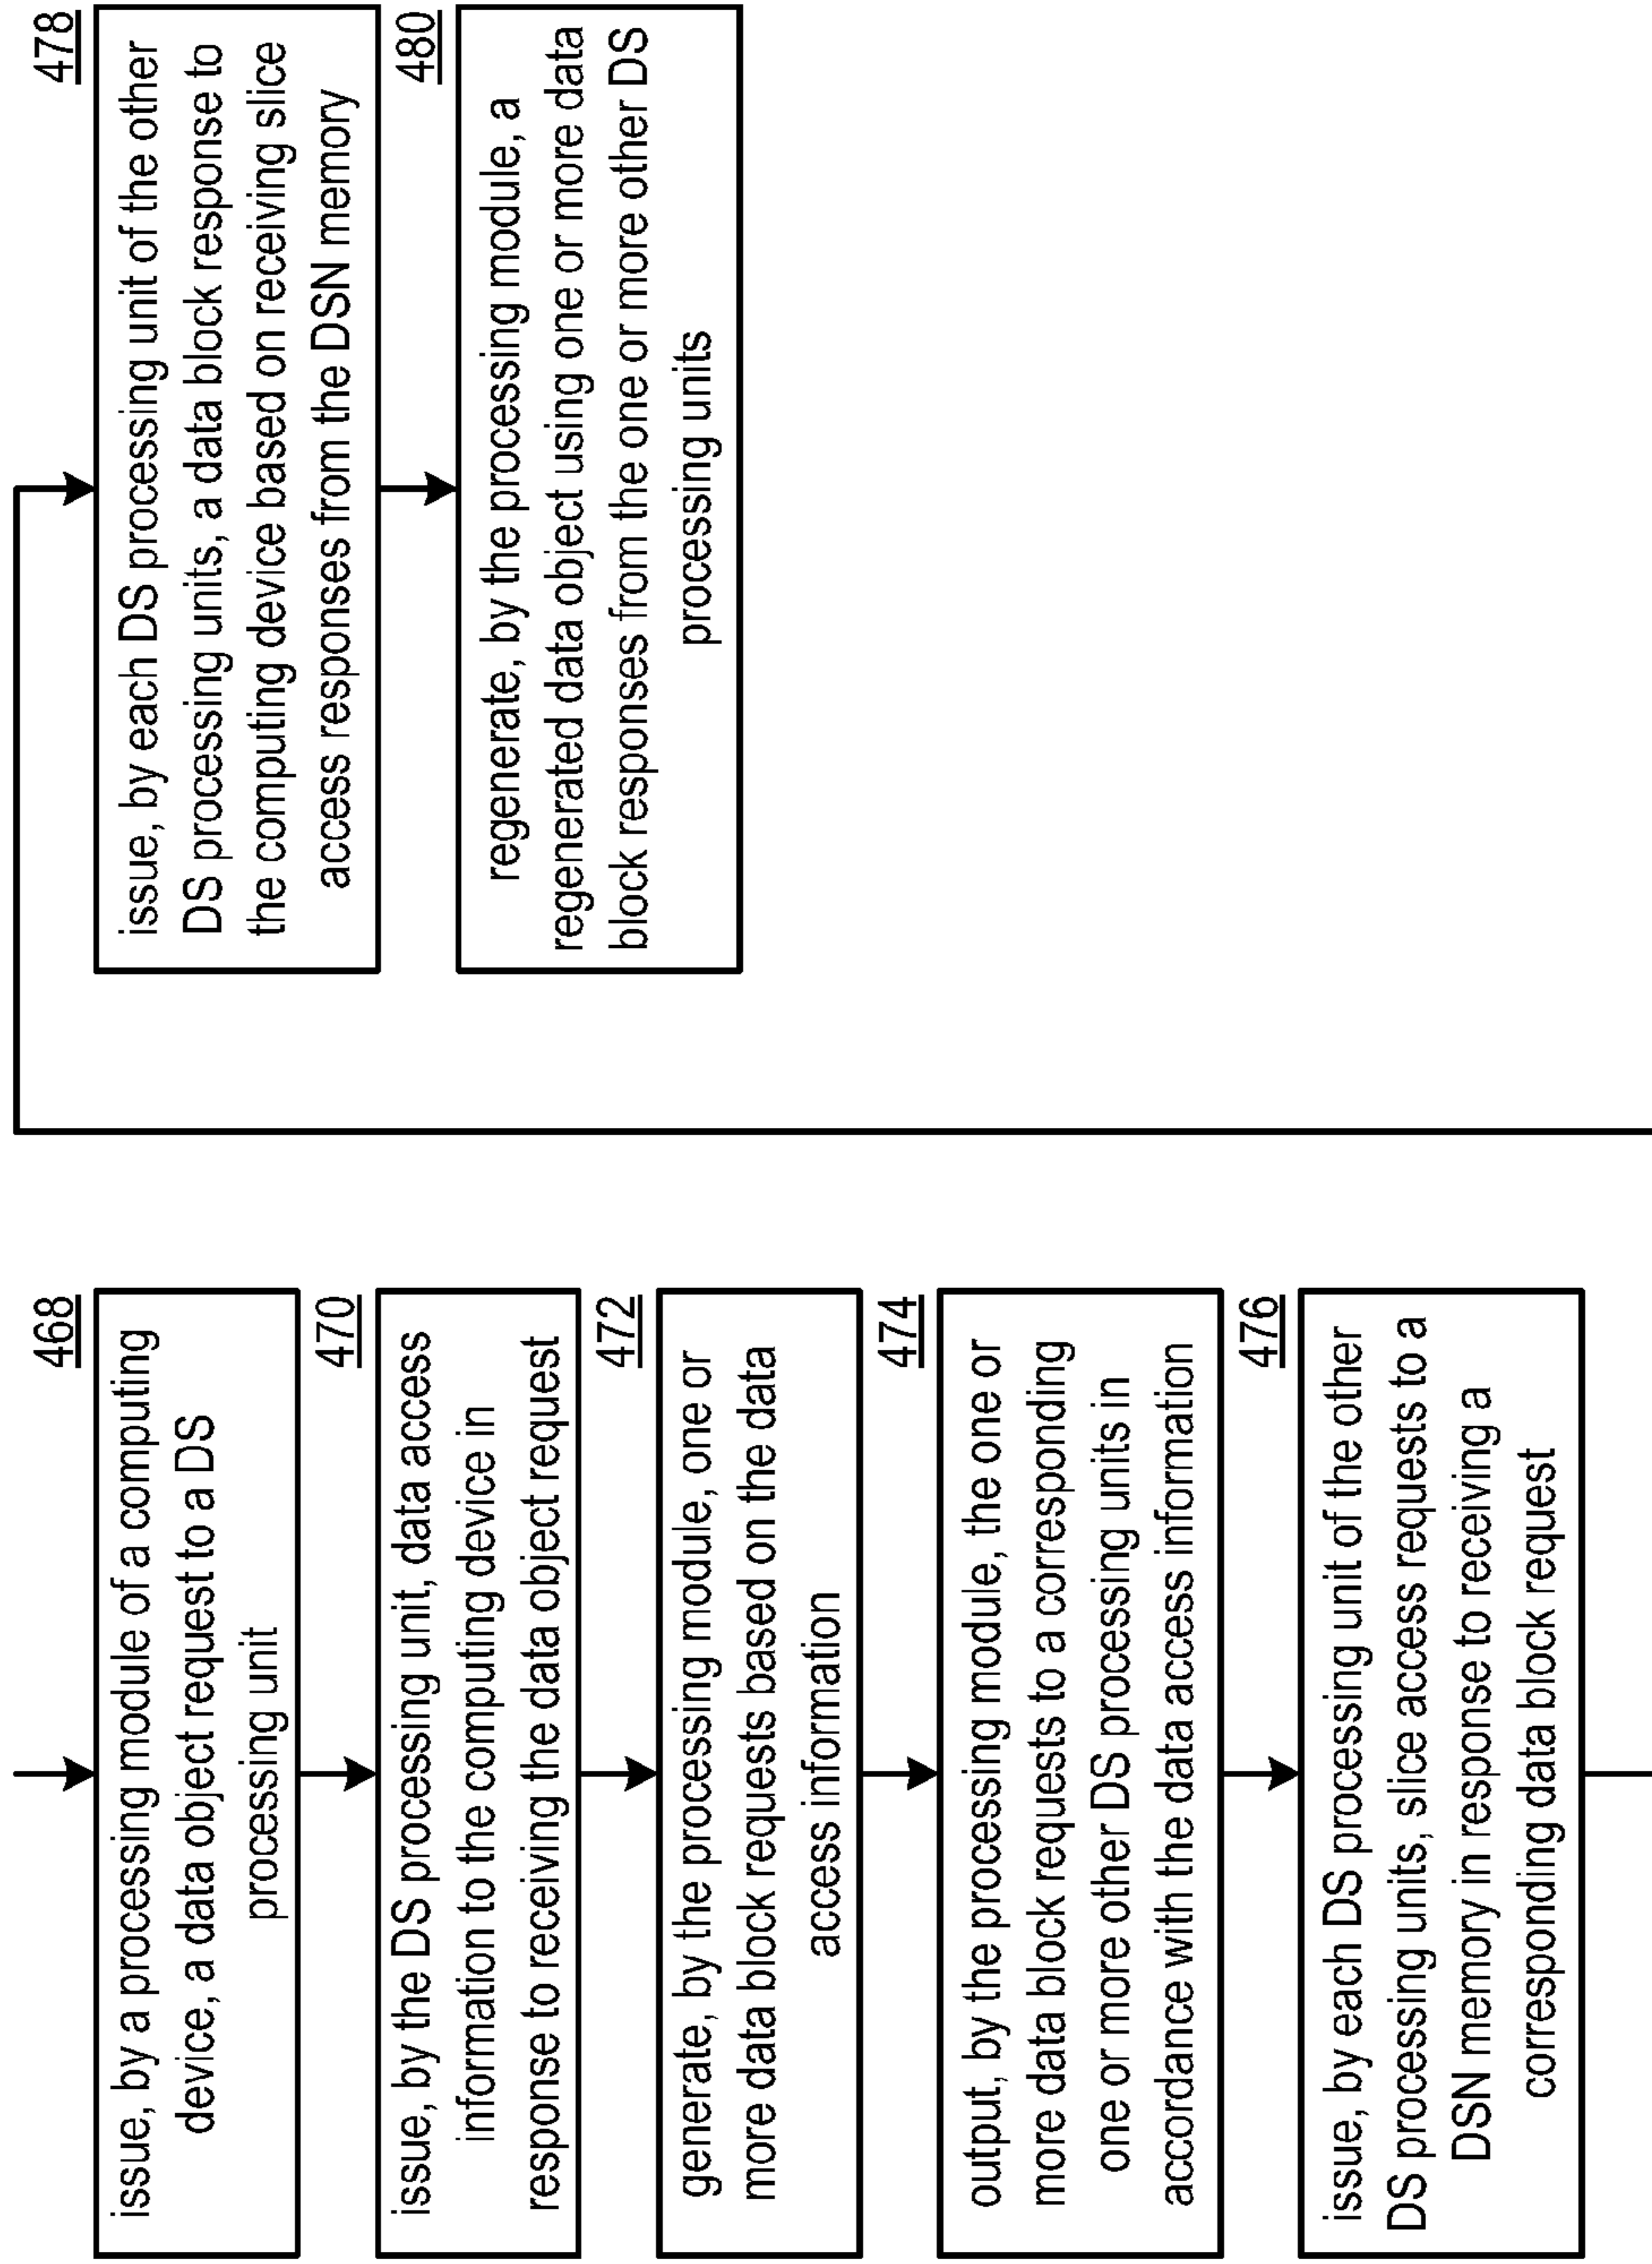 468
issue, by a processing module of a computing
device, a data object request to a DS
processing unit
470
issue, by the DS processing unit, data access
information to the computing device in
response to receiving the data object request
472
generate, by the processing module, one or
more data block requests based on the data
access information
474
output, by the processing module, the one or
more data block requests to a corresponding
one or more other DS processing units in
accordance with the data access information
476
issue, by each DS processing unit of the other
DS processing units, slice access requests to a
DSN memory in response to receiving a
corresponding data block request
478
issue, by each DS processing unit of the other
DS processing units, a data block response to
the computing device based on receiving slice
access responses from the DSN memory
480
regenerate, by the processing module, a
regenerated data object using one or more data
block responses from the one or more other DS
processing units